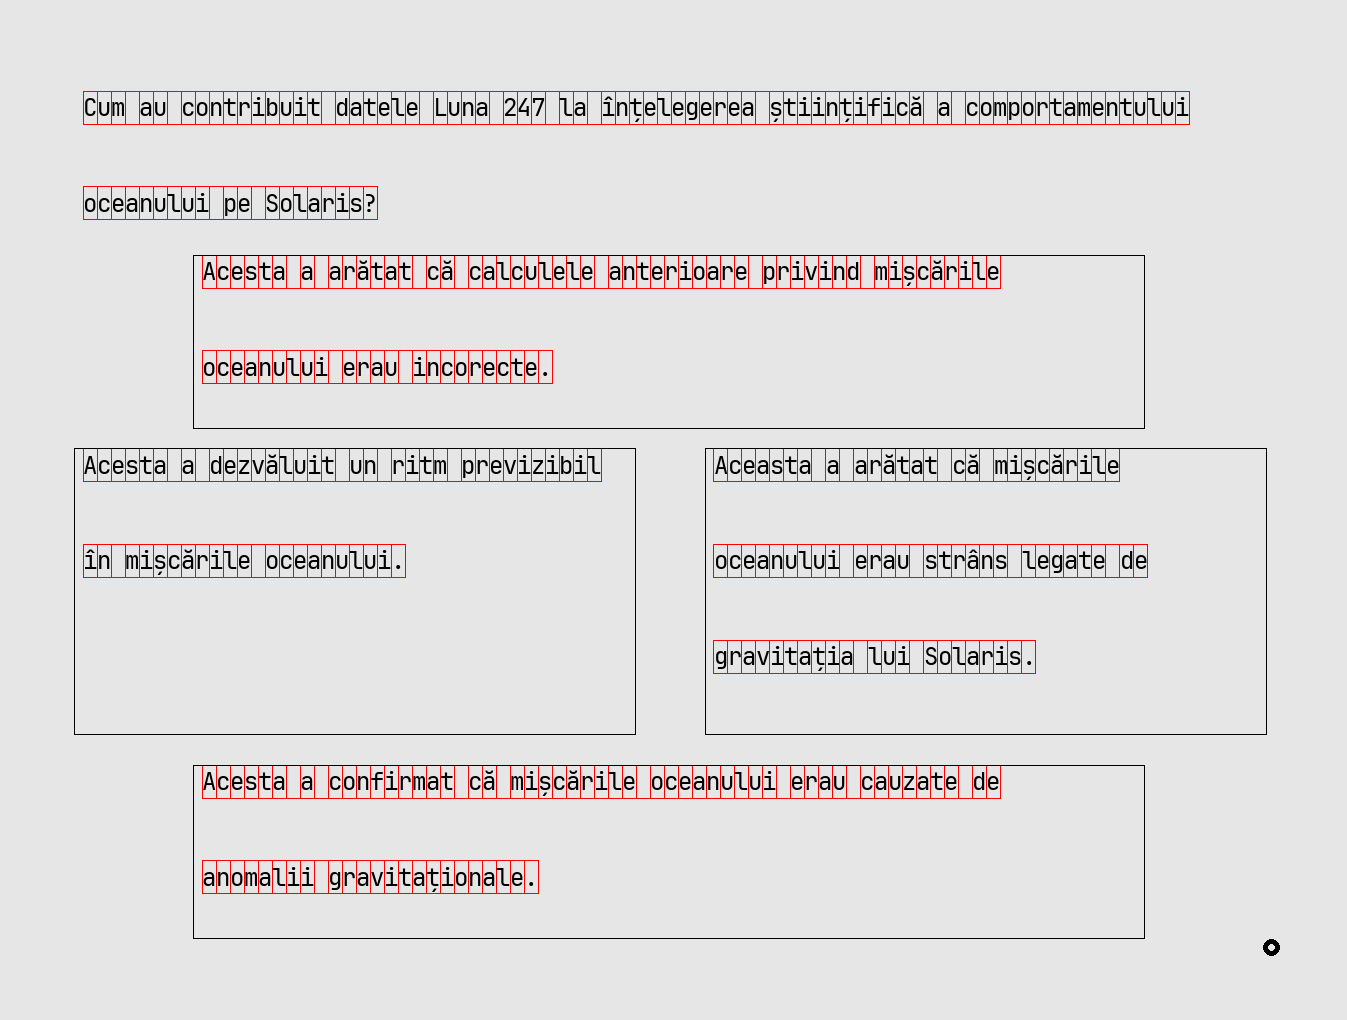 Cum au contribuit datele Luna 247 la înțelegerea științifică a comportamentului
oceanului pe Solaris?
Acesta a arătat că calculele anterioare privind mișcările
oceanului erau incorecte.
Acesta a dezvăluit un ritm previzibil
în mișcările oceanului.
Aceasta a arătat că mișcările
oceanului erau strâns legate de
gravitația lui Solaris.
Acesta a confirmat că mișcările oceanului erau cauzate de
anomalii gravitaționale.